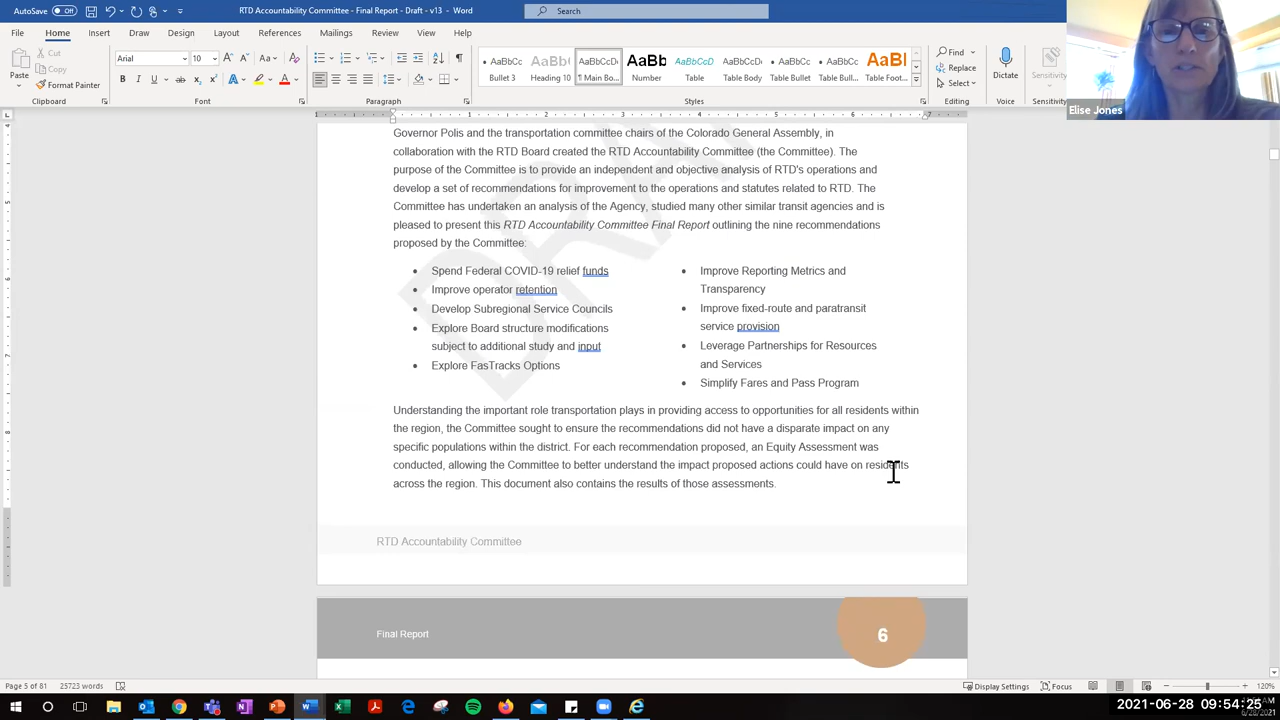 AutoSave Off
RTD Accountability Committee - Final Report - Draft - v13
Search
File Home Insert Draw Design Layout References Mailings Review View Help
Paste
Cut
Copy
Format Painter
Clipboard
Arial 10
Font
Paragraph
AaBbCc AaBbCc AaBbCcDı AaBb AaBbCcD AaBbCc AaBbCc AaBbCc AaBl
Bullet 3 Heading 10 ¶ Main Bo... Number Table Table Body Table Bullet Table Bull... Table Foot...
Styles
Find
Replace
Select
Editing
Dictate
Voice
Sensitivity
Sensitivity
Elise Jones
Governor Polis and the transportation committee chairs of the Colorado General Assembly, in
collaboration with the RTD Board created the RTD Accountability Committee (the Committee). The
purpose of the Committee is to provide an independent and objective analysis of RTD's operations and
develop a set of recommendations for improvement to the operations and statutes related to RTD. The
Committee has undertaken an analysis of the Agency, studied many other similar transit agencies and is
pleased to present this RTD Accountability Committee Final Report outlining the nine recommendations
proposed by the Committee:
• Spend Federal COVID-19 relief funds
• Improve operator retention
• Develop Subregional Service Councils
• Explore Board structure modifications
subject to additional study and input
• Explore FasTracks Options
• Improve Reporting Metrics and
Transparency
• Improve fixed-route and paratransit
service provision
• Leverage Partnerships for Resources
and Services
• Simplify Fares and Pass Program
Understanding the important role transportation plays in providing access to opportunities for all residents within
the region, the Committee sought to ensure the recommendations did not have a disparate impact on any
specific populations within the district. For each recommendation proposed, an Equity Assessment was
conducted, allowing the Committee to better understand the impact proposed actions could have on residents
across the region. This document also contains the results of those assessments.
RTD Accountability Committee
Final Report
6
Page 5 of 81 25723 words
Display Settings Focus 120%
2021-06-28 09:54:25
6/28/2021